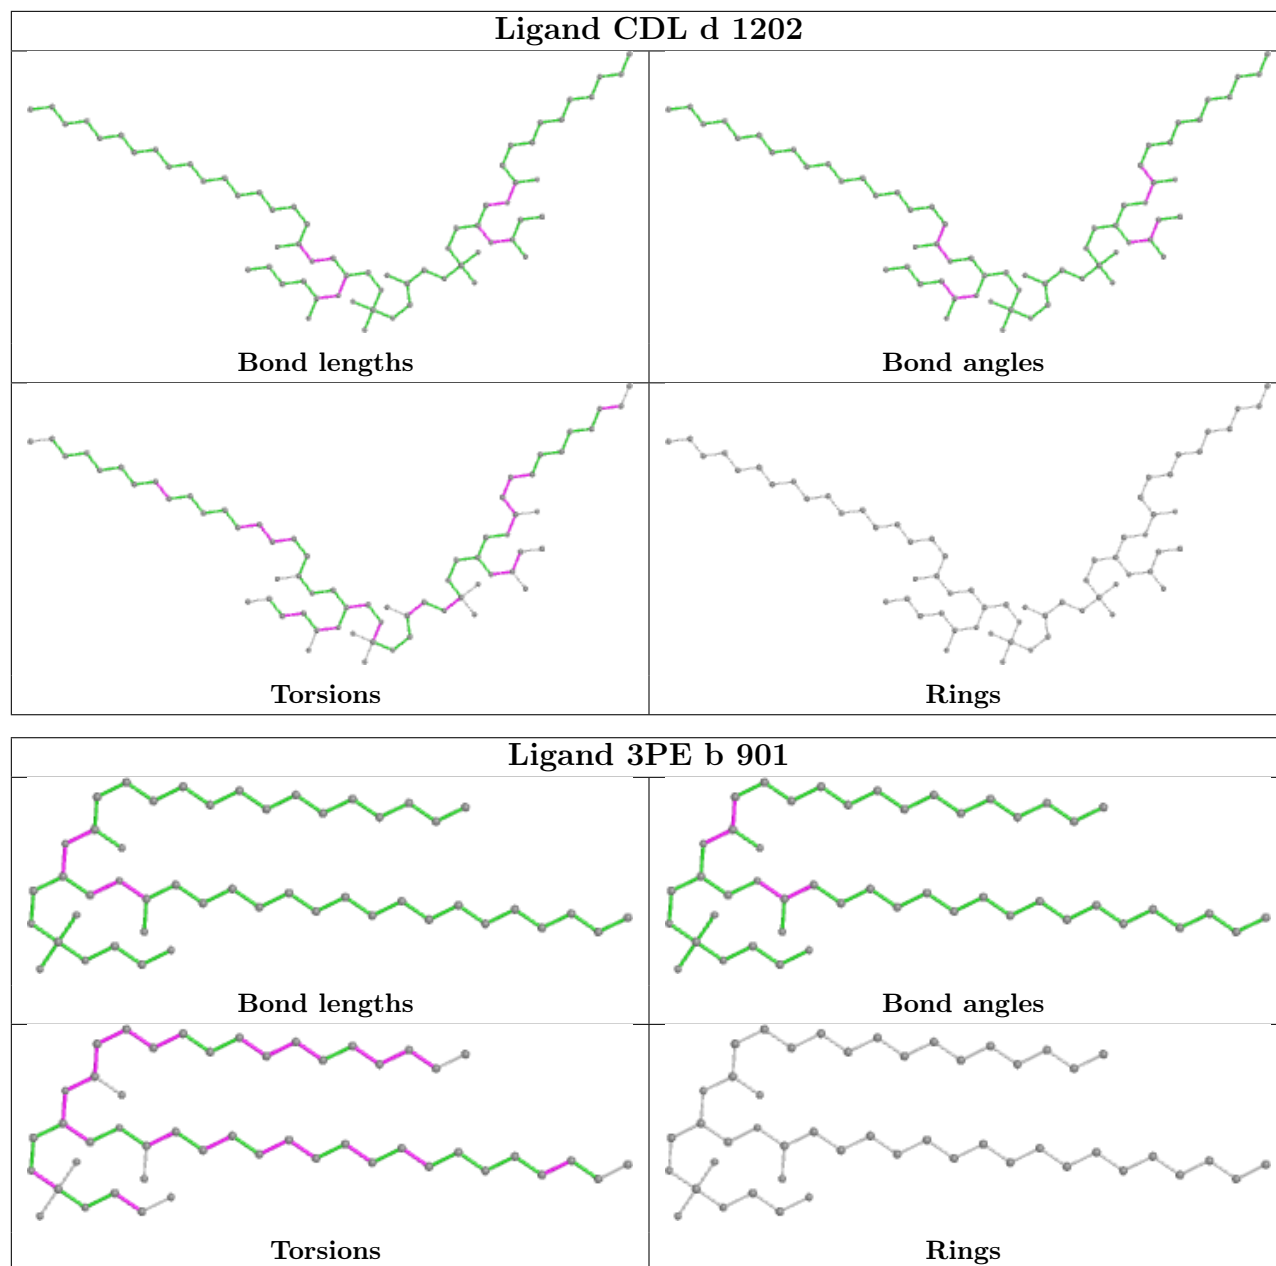 Ligand CDL d 1202
Bond lengths
Bond angles
Torsions
Rings
Ligand 3PE b 901
Bond lengths
Bond angles
Torsions
Rings